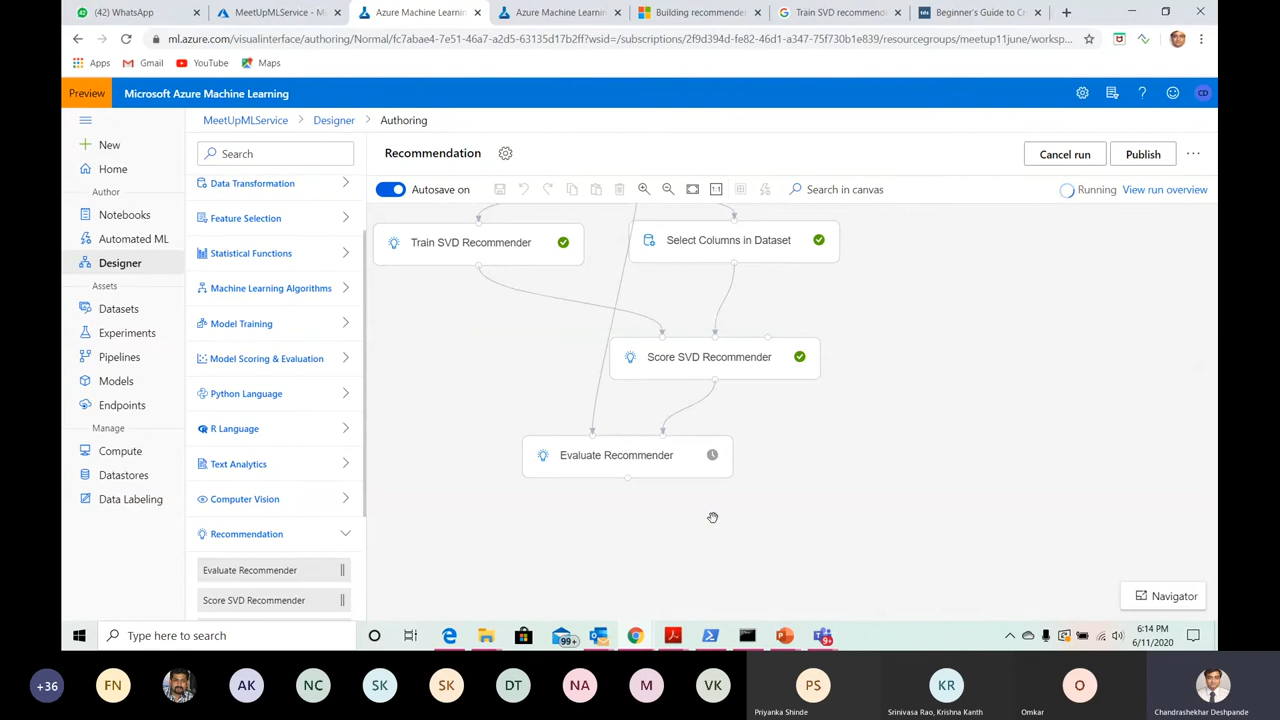 (42) WhatsApp
MeetUpMLService - M
Azure Machine Learning
Azure Machine Learning
Building recommender
Train SVD recommende
Beginner's Guide to Cr
ml.azure.com/visualinterface/authoring/Normal/fc7abae4-7e51-46a7-a2d5-63135d17b2ff?wsid=/subscriptions/2f9d394d-fe82-46d1-a347-75f730b1e839/resourcegroups/meetup11june/worksp...
Apps
Gmail
YouTube
Maps
Preview
Microsoft Azure Machine Learning
CD
MeetUpMLService > Designer > Authoring
New
Home
Author
Notebooks
Automated ML
Designer
Assets
Datasets
Experiments
Pipelines
Models
Endpoints
Manage
Compute
Datastores
Data Labeling
Search
Data Transformation
Feature Selection
Statistical Functions
Machine Learning Algorithms
Model Training
Model Scoring & Evaluation
Python Language
R Language
Text Analytics
Computer Vision
Recommendation
Evaluate Recommender
Score SVD Recommender
Recommendation
Cancel run
Publish
Autosave on
Search in canvas
Running
View run overview
Train SVD Recommender
Select Columns in Dataset
Score SVD Recommender
Evaluate Recommender
Navigator
Type here to search
99+
9+
6:14 PM
6/11/2020
+36
FN
AK
NC
SK
SK
DT
NA
M
VK
PS
Priyanka Shinde
KR
Srinivasa Rao, Krishna Kanth
O
Omkar
Chandrashekhar Deshpande